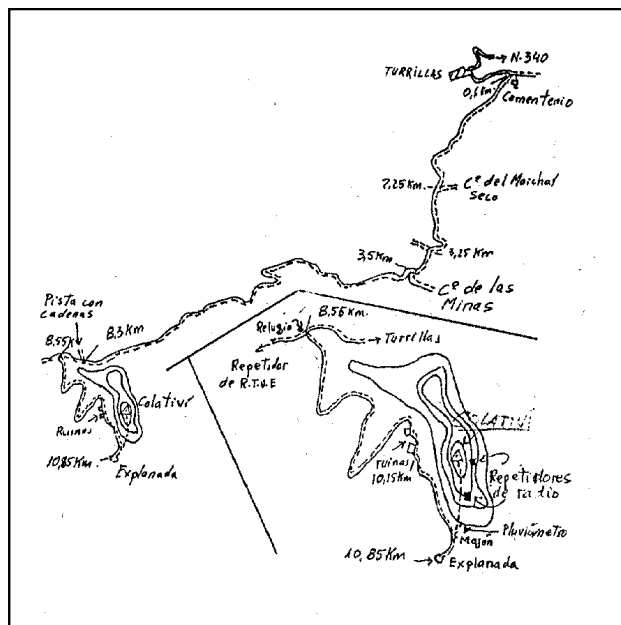 N-340
TURRILLAS
0,6 Km
Cementerio
2,25 Km.
Cº del Moichal
Seco
3,25 Km
3,5 Km
Cº de las
Minas
Pista con
cadenas
8,55
8,3 Km
Colativí
Ruinas
10,85 Km.
Explanada
8,55 Km.
Refugio
Turrillas
Repetidor
de R.T.V.E
COLATIVÍ
ruinas
10,15 Km.
Repetidores
de radio
Pluviómetro
Mojón
10,85 Km
Explanada